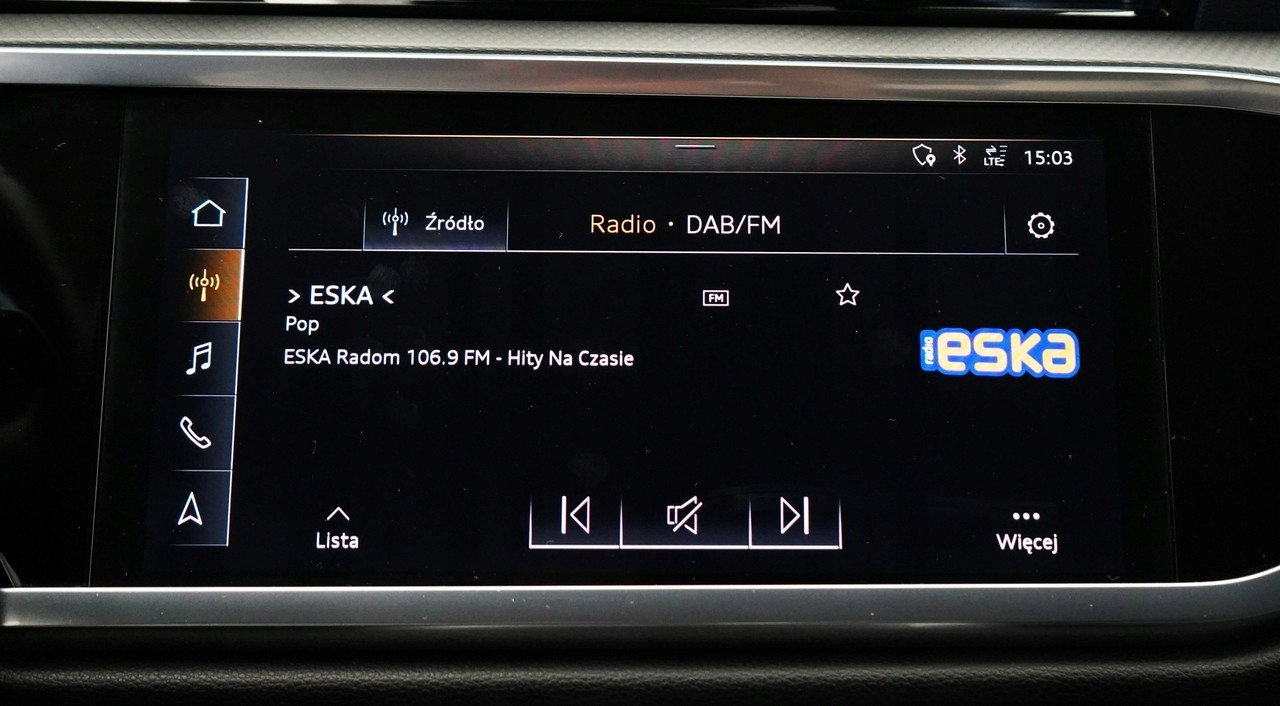 LTE 15:03
Źródło
Radio • DAB/FM
> ESKA <
FM
Pop
ESKA Radom 106.9 FM - Hity Na Czasie
radio eska
Lista
Więcej